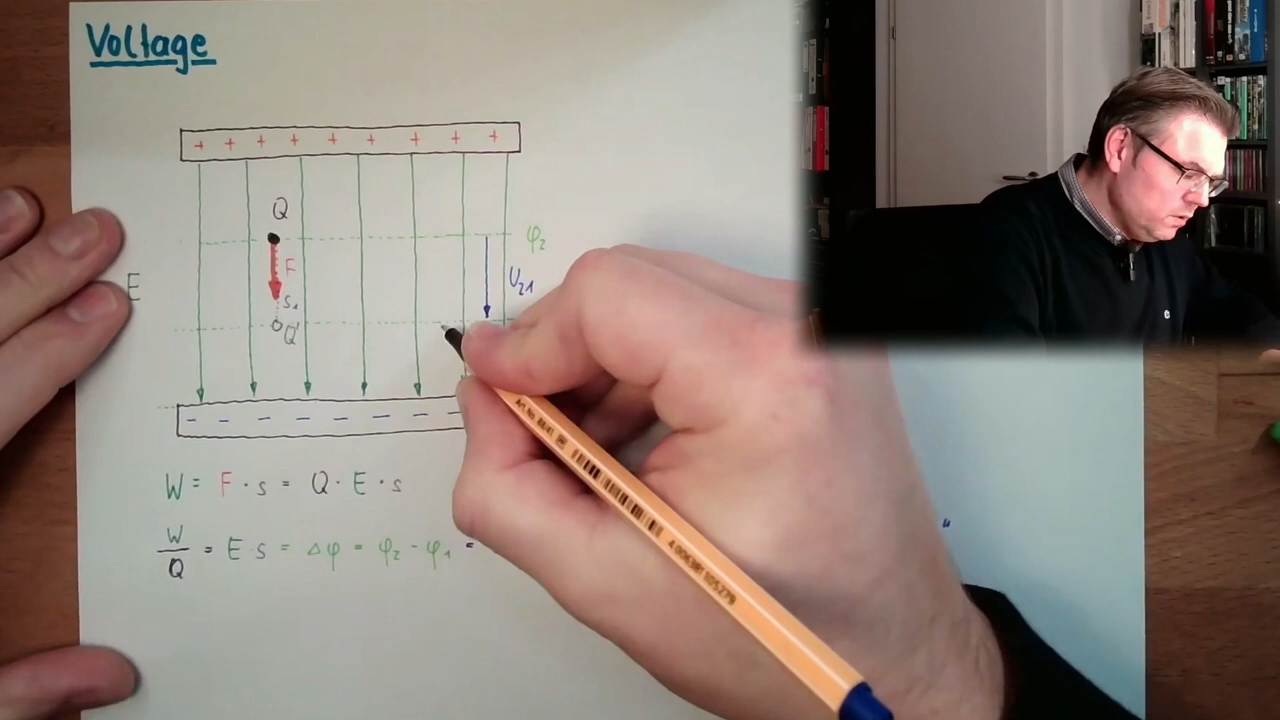 Voltage
+ + + + + + + + +
Q
φ₂
F
U₂₁
E
S₁
Q'
- - - - - - -
W = F · s = Q · E · s
W/Q = E s = Δφ = φ₂ - φ₁ =